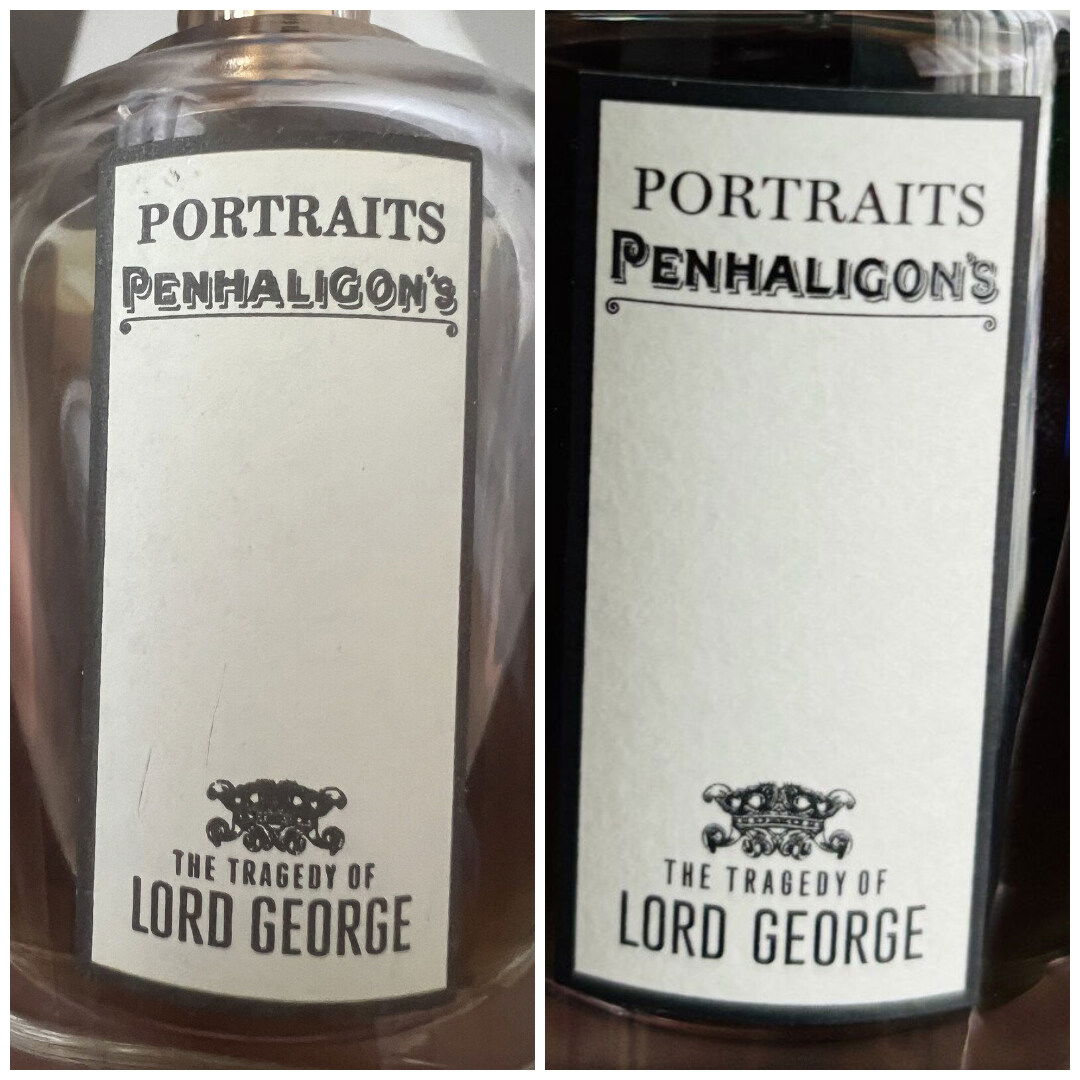 PORTRAITS
PENHALIGON'S
THE TRAGEDY OF
LORD GEORGE
PORTRAITS
PENHALIGON'S
THE TRAGEDY OF
LORD GEORGE